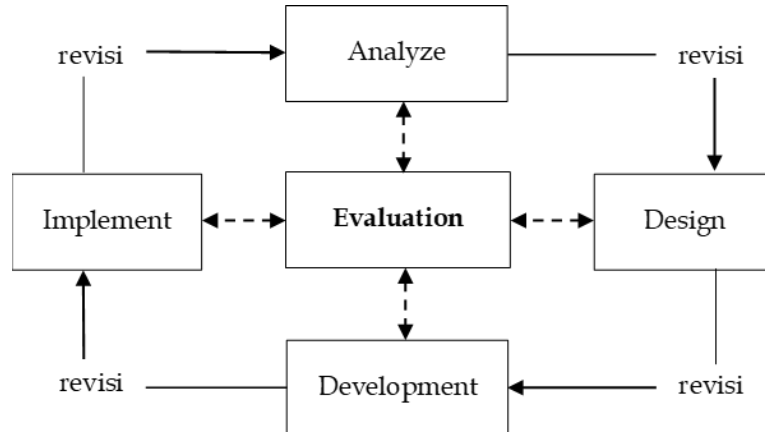 revisi
Analyze
revisi
Implement
Evaluation
Design
revisi
Development
revisi